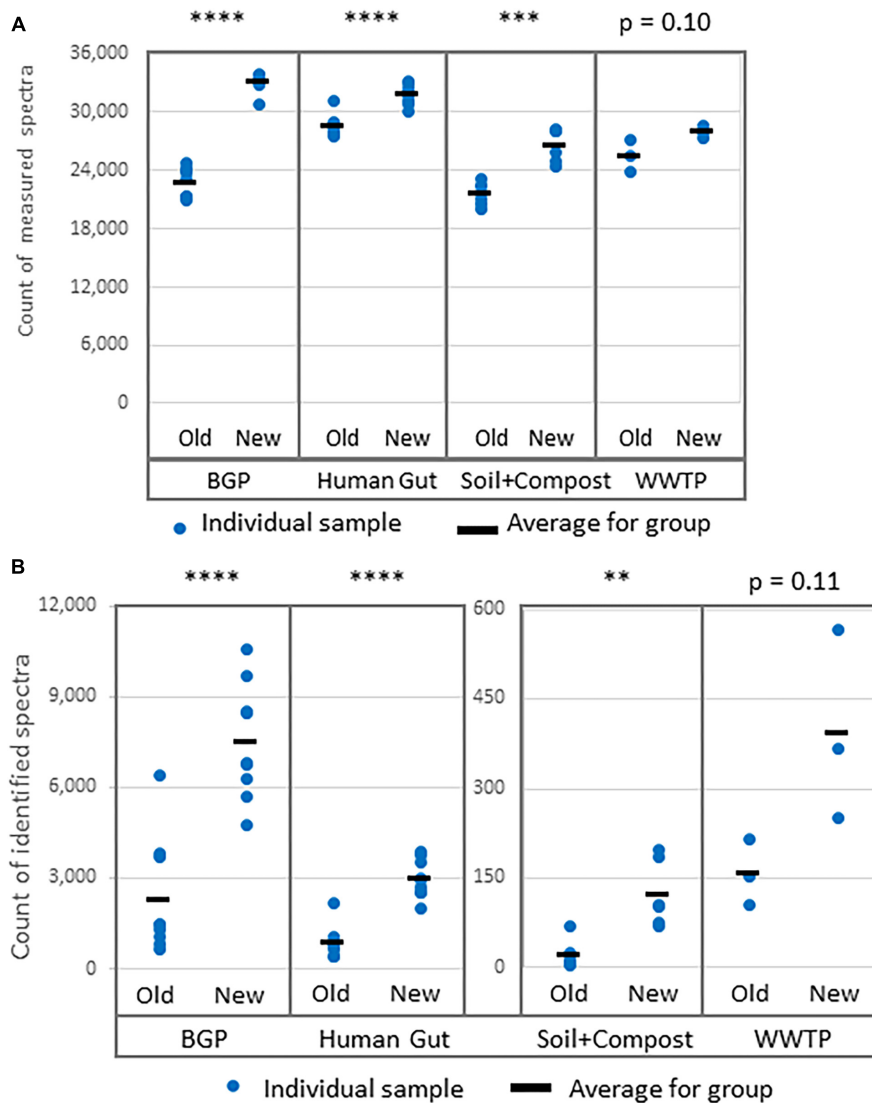 A
**** **** *** p = 0.10
Count of measured spectra
36,000
30,000
24,000
18,000
12,000
6,000
0
Old New Old New Old New Old New
BGP Human Gut Soil+Compost WWTP
Individual sample Average for group
B
**** **** ** p = 0.11
Count of identified spectra
12,000
9,000
6,000
3,000
0
600
450
300
150
0
Old New Old New Old New Old New
BGP Human Gut Soil+Compost WWTP
Individual sample Average for group